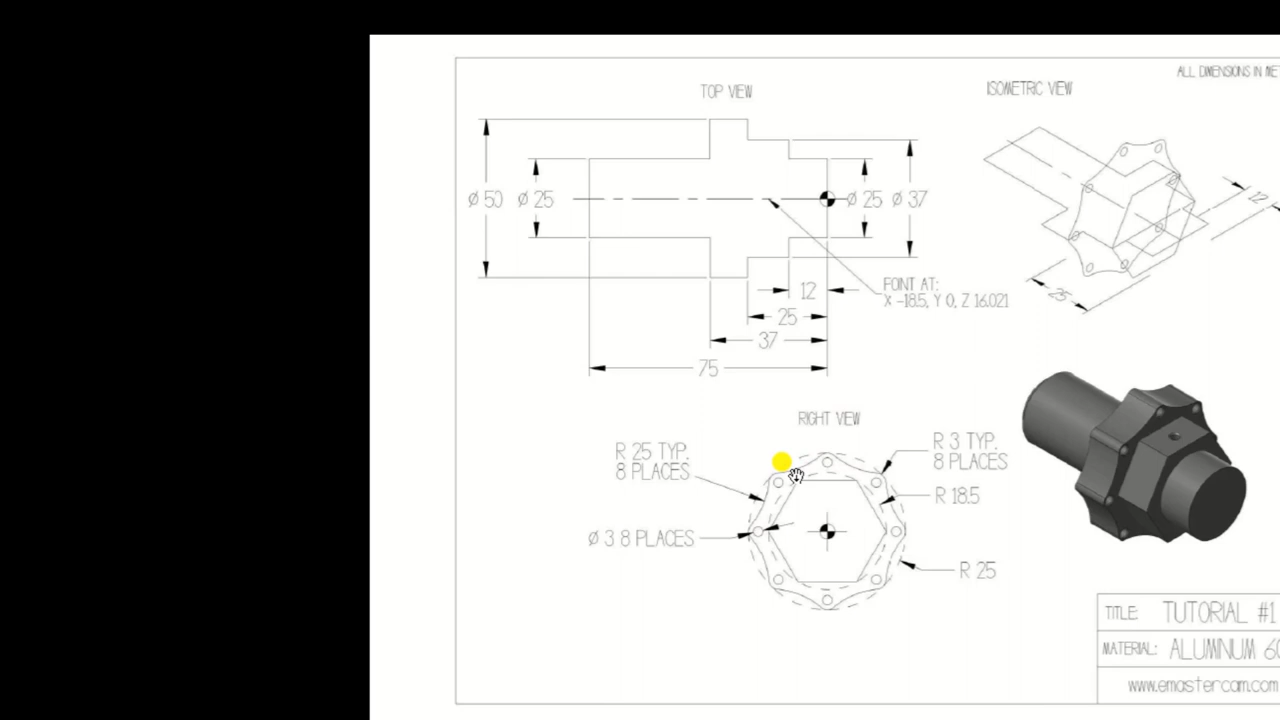 ALL DIMENSIONS IN ME
TOP VIEW
ISOMETRIC VIEW
Ø 50
Ø 25
Ø 25
Ø 37
12
12
25
37
75
POINT AT:
X -18.5, Y 0, Z 16.021
25
RIGHT VIEW
R 25 TYP.
8 PLACES
R 3 TYP.
8 PLACES
R 18.5
Ø 3 8 PLACES
R 25
TITLE: TUTORIAL #1
MATERIAL: ALUMINUM 60
www.emastercam.com